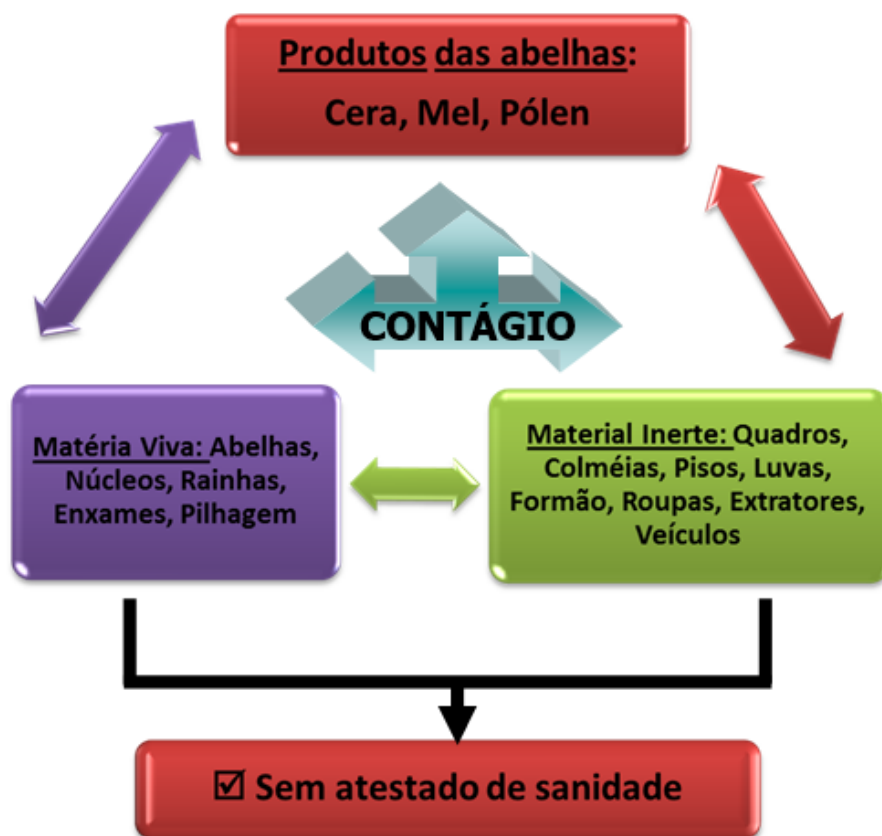 Produtos das abelhas:
Cera, Mel, Pólen
CONTÁGIO
Matéria Viva: Abelhas,
Núcleos, Rainhas,
Enxames, Pilhagem
Material Inerte: Quadros,
Colméias, Pisos, Luvas,
Formão, Roupas, Extratores,
Veículos
☑ Sem atestado de sanidade